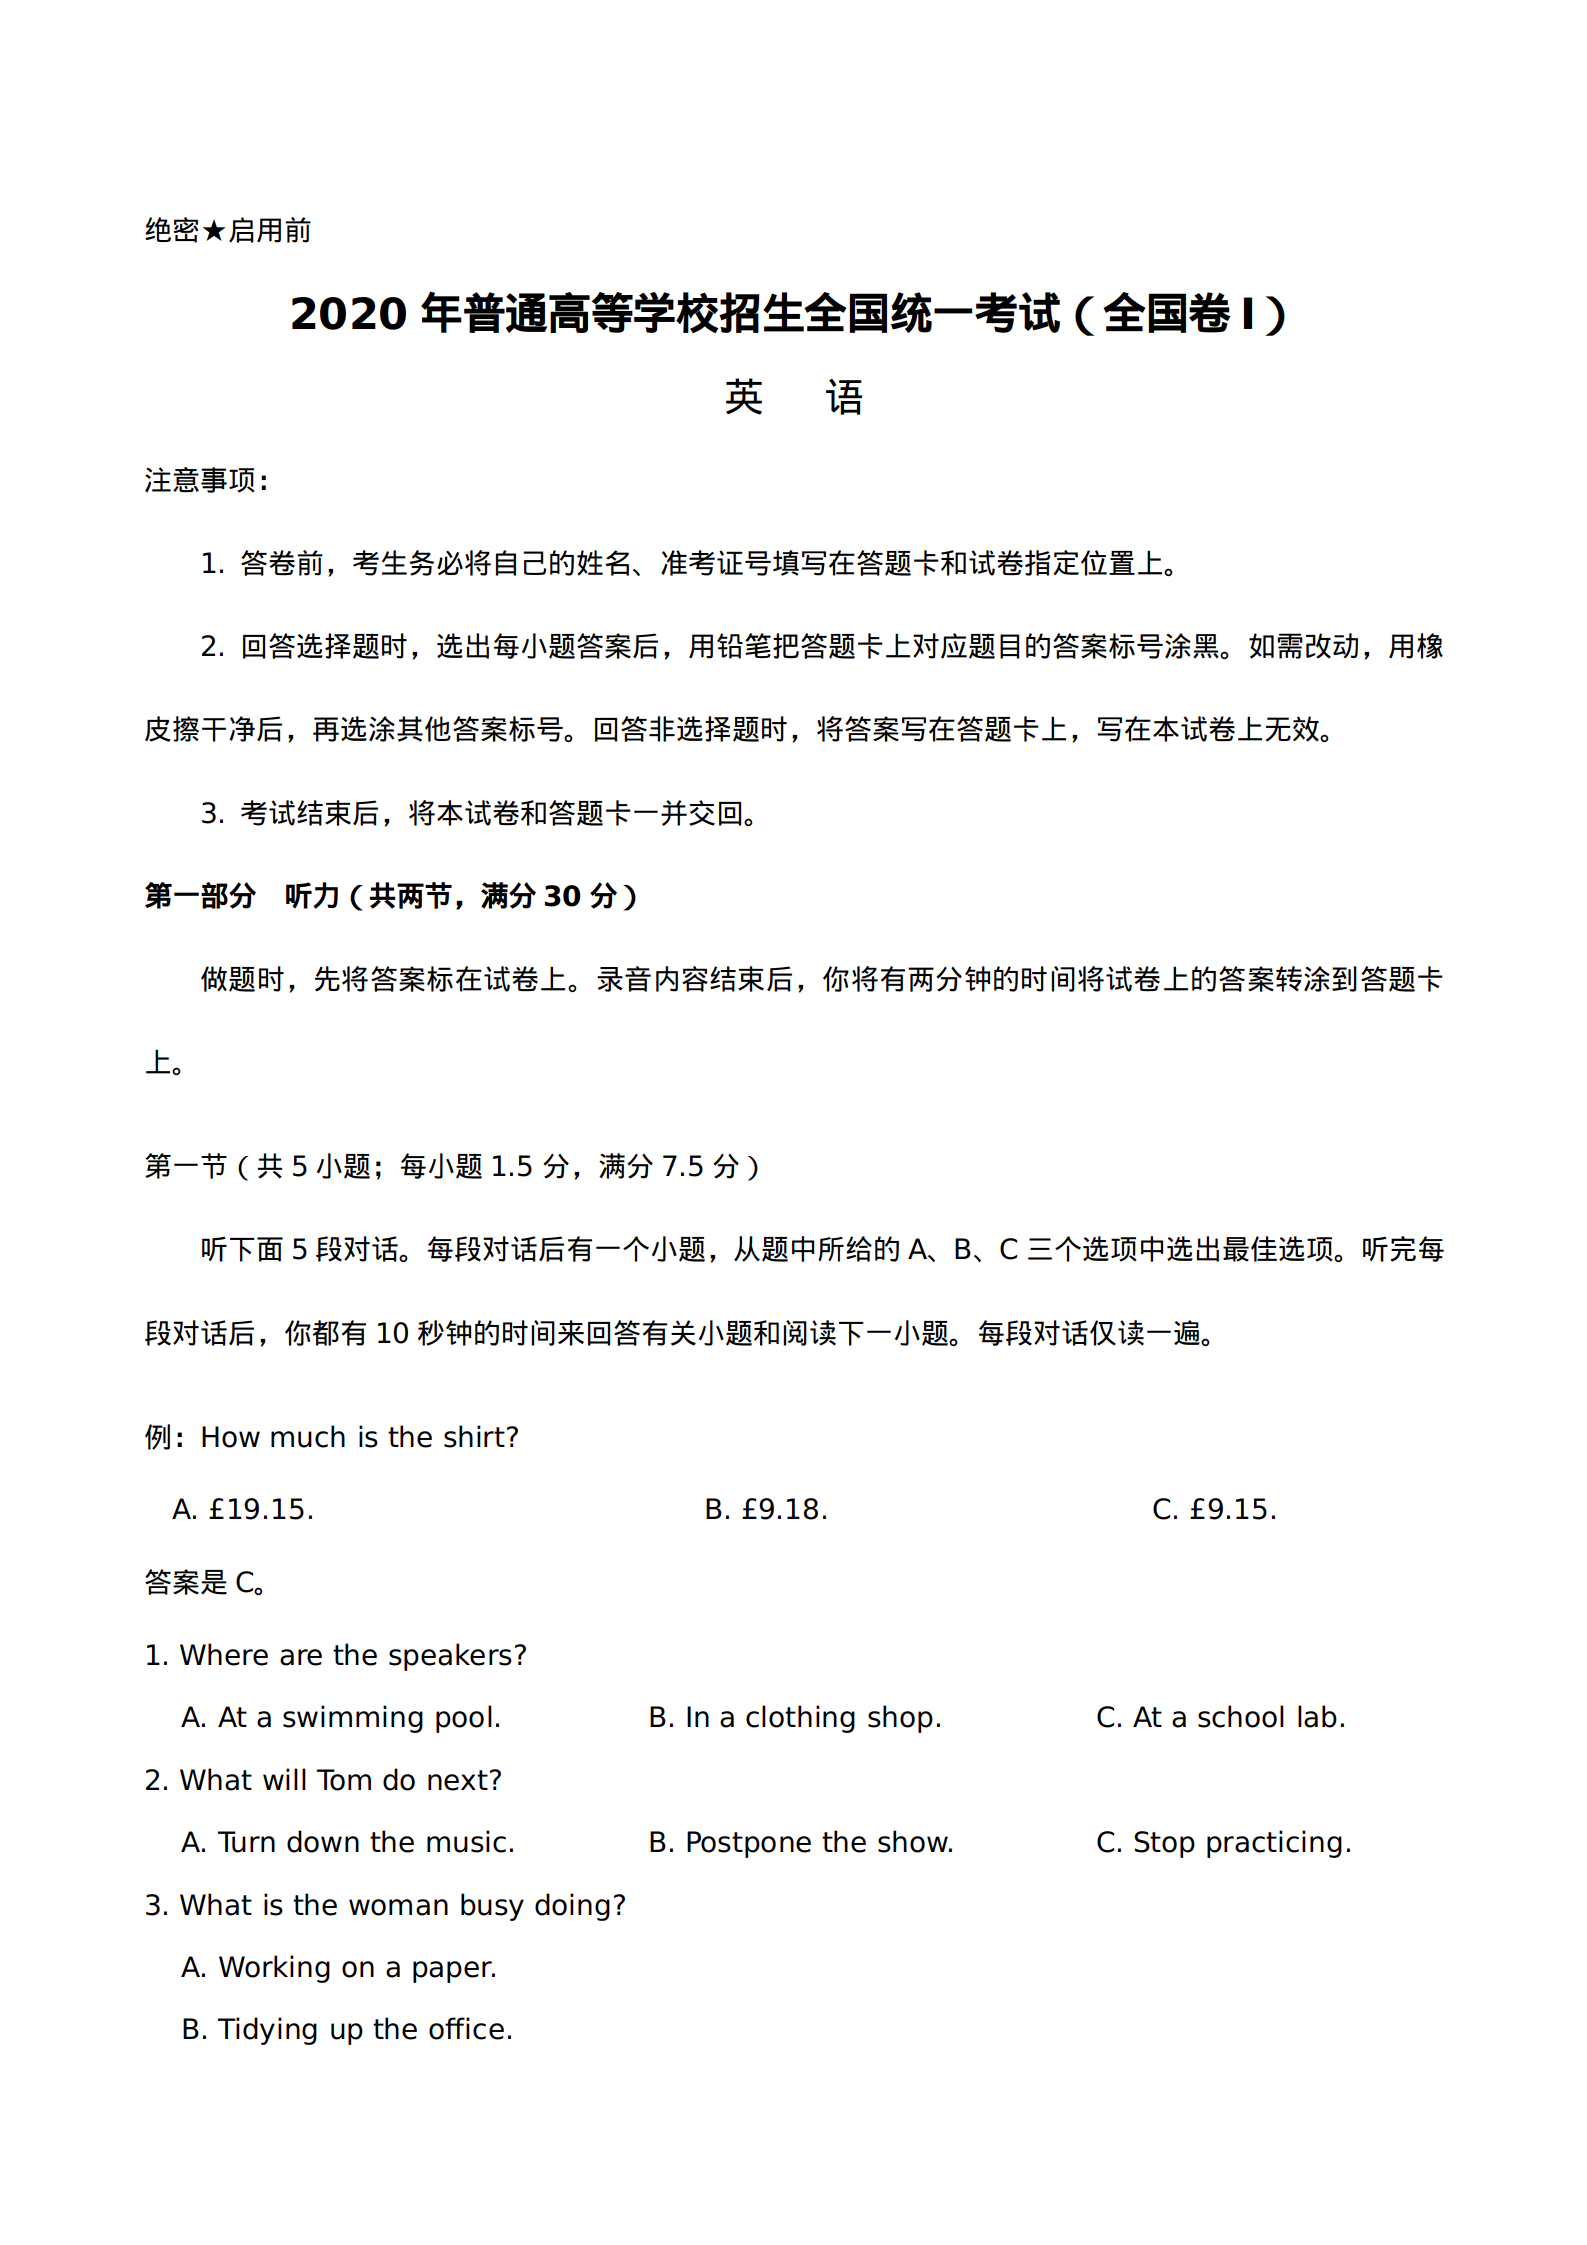 绝密★启用前
2020 年普通高等学校招生全国统一考试（全国卷 I）
英 语
注意事项：
1. 答卷前，考生务必将自己的姓名、准考证号填写在答题卡和试卷指定位置上。
2. 回答选择题时，选出每小题答案后，用铅笔把答题卡上对应题目的答案标号涂黑。如需改动，用橡
皮擦干净后，再选涂其他答案标号。回答非选择题时，将答案写在答题卡上，写在本试卷上无效。
3. 考试结束后，将本试卷和答题卡一并交回。
第一部分 听力（共两节，满分 30 分）
做题时，先将答案标在试卷上。录音内容结束后，你将有两分钟的时间将试卷上的答案转涂到答题卡
上。
第一节（共 5 小题；每小题 1.5 分，满分 7.5 分）
听下面 5 段对话。每段对话后有一个小题，从题中所给的 A、B、C 三个选项中选出最佳选项。听完每
段对话后，你都有 10 秒钟的时间来回答有关小题和阅读下一小题。每段对话仅读一遍。
例：How much is the shirt?
A. £19.15. B. £9.18. C. £9.15.
答案是 C。
1. Where are the speakers?
A. At a swimming pool. B. In a clothing shop. C. At a school lab.
2. What will Tom do next?
A. Turn down the music. B. Postpone the show. C. Stop practicing.
3. What is the woman busy doing?
A. Working on a paper.
B. Tidying up the office.